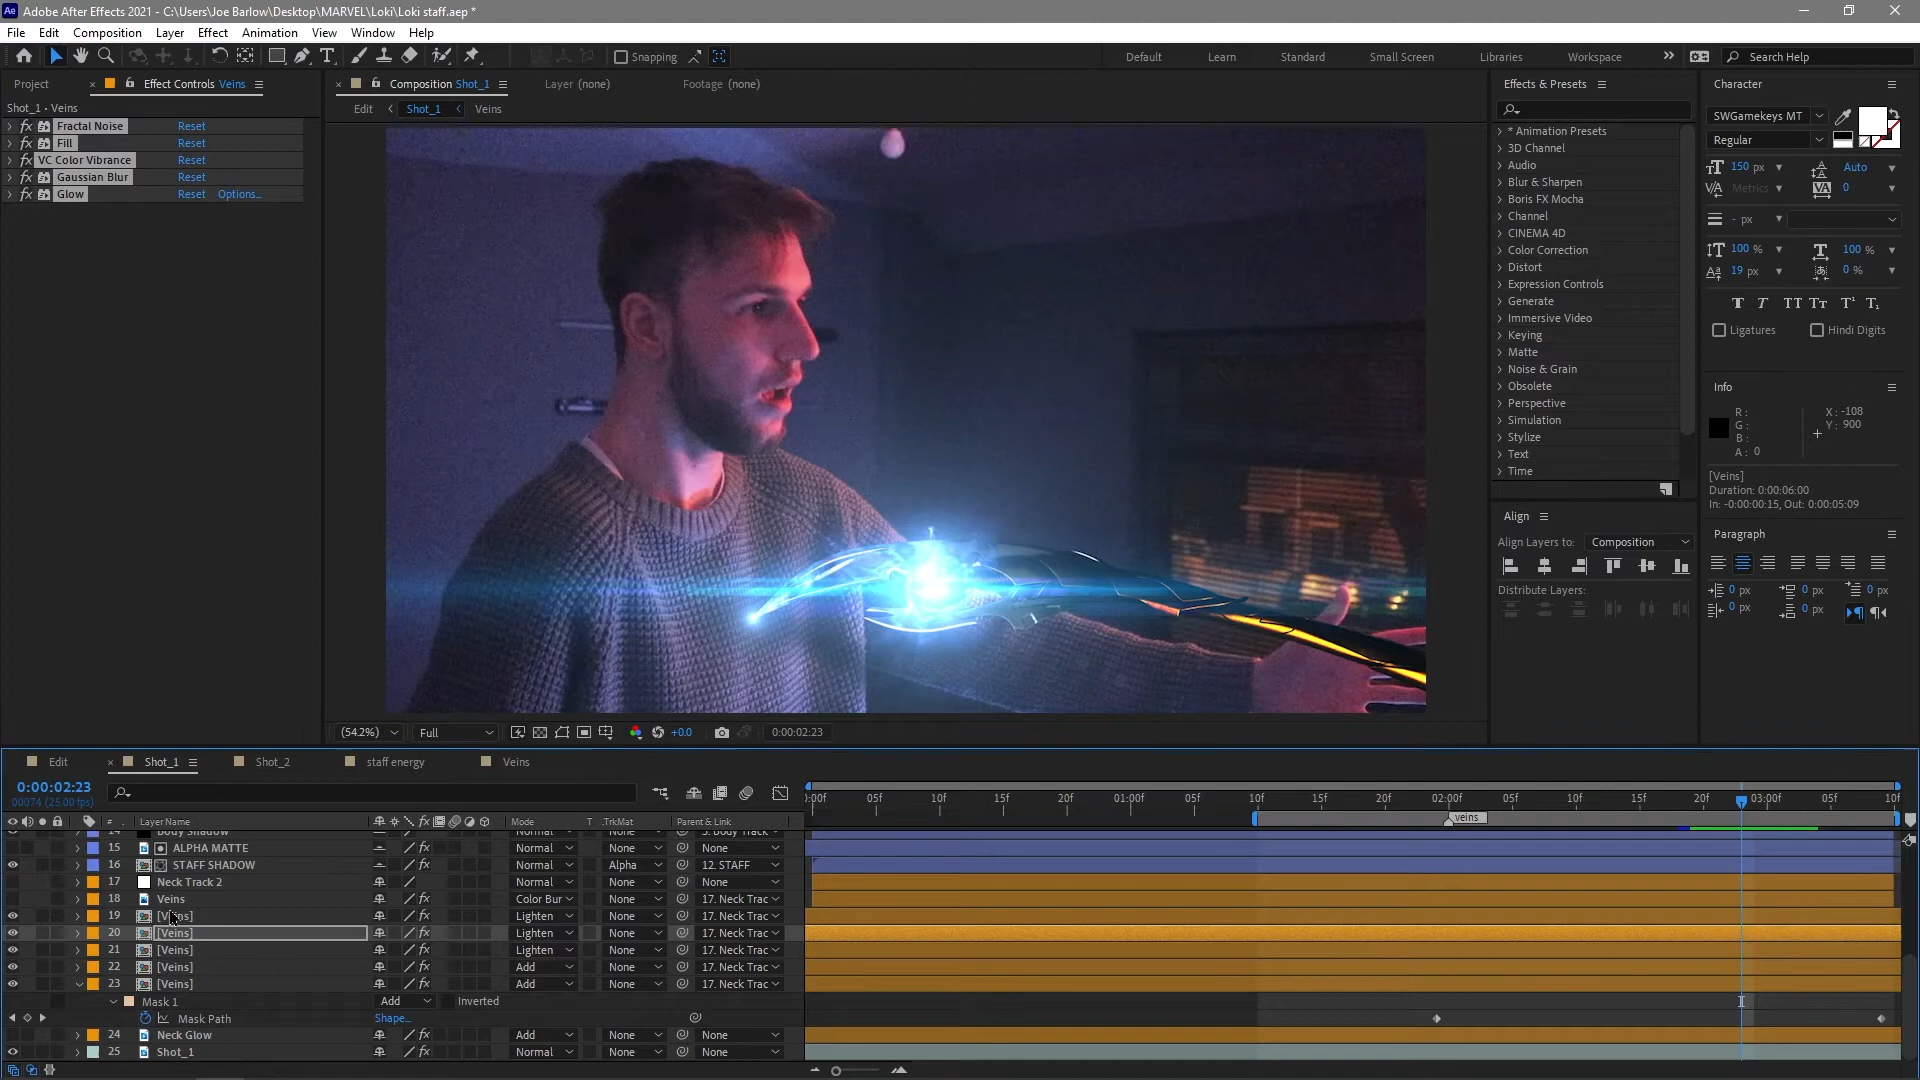 Adobe After Effects 2021 - C:\Users\Joe Barlow\Desktop\MARVEL\Loki\Loki staff.aep *
File Edit Composition Layer Effect Animation View Window Help
Snapping Default Learn Standard Small Screen Libraries Workspace Search Help
Project Effect Controls Veins
Composition Shot_1 Layer (none) Footage (none)
Effects & Presets
Character
Shot_1 • Veins
Edit Shot_1 Veins
Fractal Noise Reset
Fill Reset
VC Color Vibrance Reset
Gaussian Blur Reset
Glow Reset Options...
* Animation Presets
3D Channel
Audio
Blur & Sharpen
Boris FX Mocha
Channel
CINEMA 4D
Color Correction
Distort
Expression Controls
Generate
Immersive Video
Keying
Matte
Noise & Grain
Obsolete
Perspective
Simulation
Stylize
Text
Time
SWGamekeys MT
Regular
150 px Auto
Metrics 0
- px
100 % 100 %
19 px 0 %
Ligatures Hindi Digits
Info
R : X : -108
G : Y : 900
B :
A : 0
[Veins]
Duration: 0:00:06:00
In: -0:00:00:15, Out: 0:00:05:09
Align
Align Layers to: Composition
Distribute Layers:
Paragraph
0 px 0 px 0 px
0 px 0 px
(54.2%) Full +0.0 0:00:02:23
Edit Shot_1 Shot_2 staff energy Veins
0:00:02:23
00074 (25.00 fps)
:00f 05f 10f 15f 20f 01:00f 05f 10f 15f 20f 02:00f 05f 10f 15f 20f 03:00f 05f 10f
veins
# Layer Name Mode T .TrkMat Parent & Link
14 Body Shadow Normal None 3. Body Track
15 ALPHA MATTE Normal None None
16 STAFF SHADOW Normal Alpha 12. STAFF
17 Neck Track 2 Normal None None
18 Veins Color Bur None 17. Neck Trac
19 [Veins] Lighten None 17. Neck Trac
20 [Veins] Lighten None 17. Neck Trac
21 [Veins] Lighten None 17. Neck Trac
22 [Veins] Add None 17. Neck Trac
23 [Veins] Add None 17. Neck Trac
Mask 1 Add Inverted
Mask Path Shape...
24 Neck Glow Add None None
25 Shot_1 Normal None None